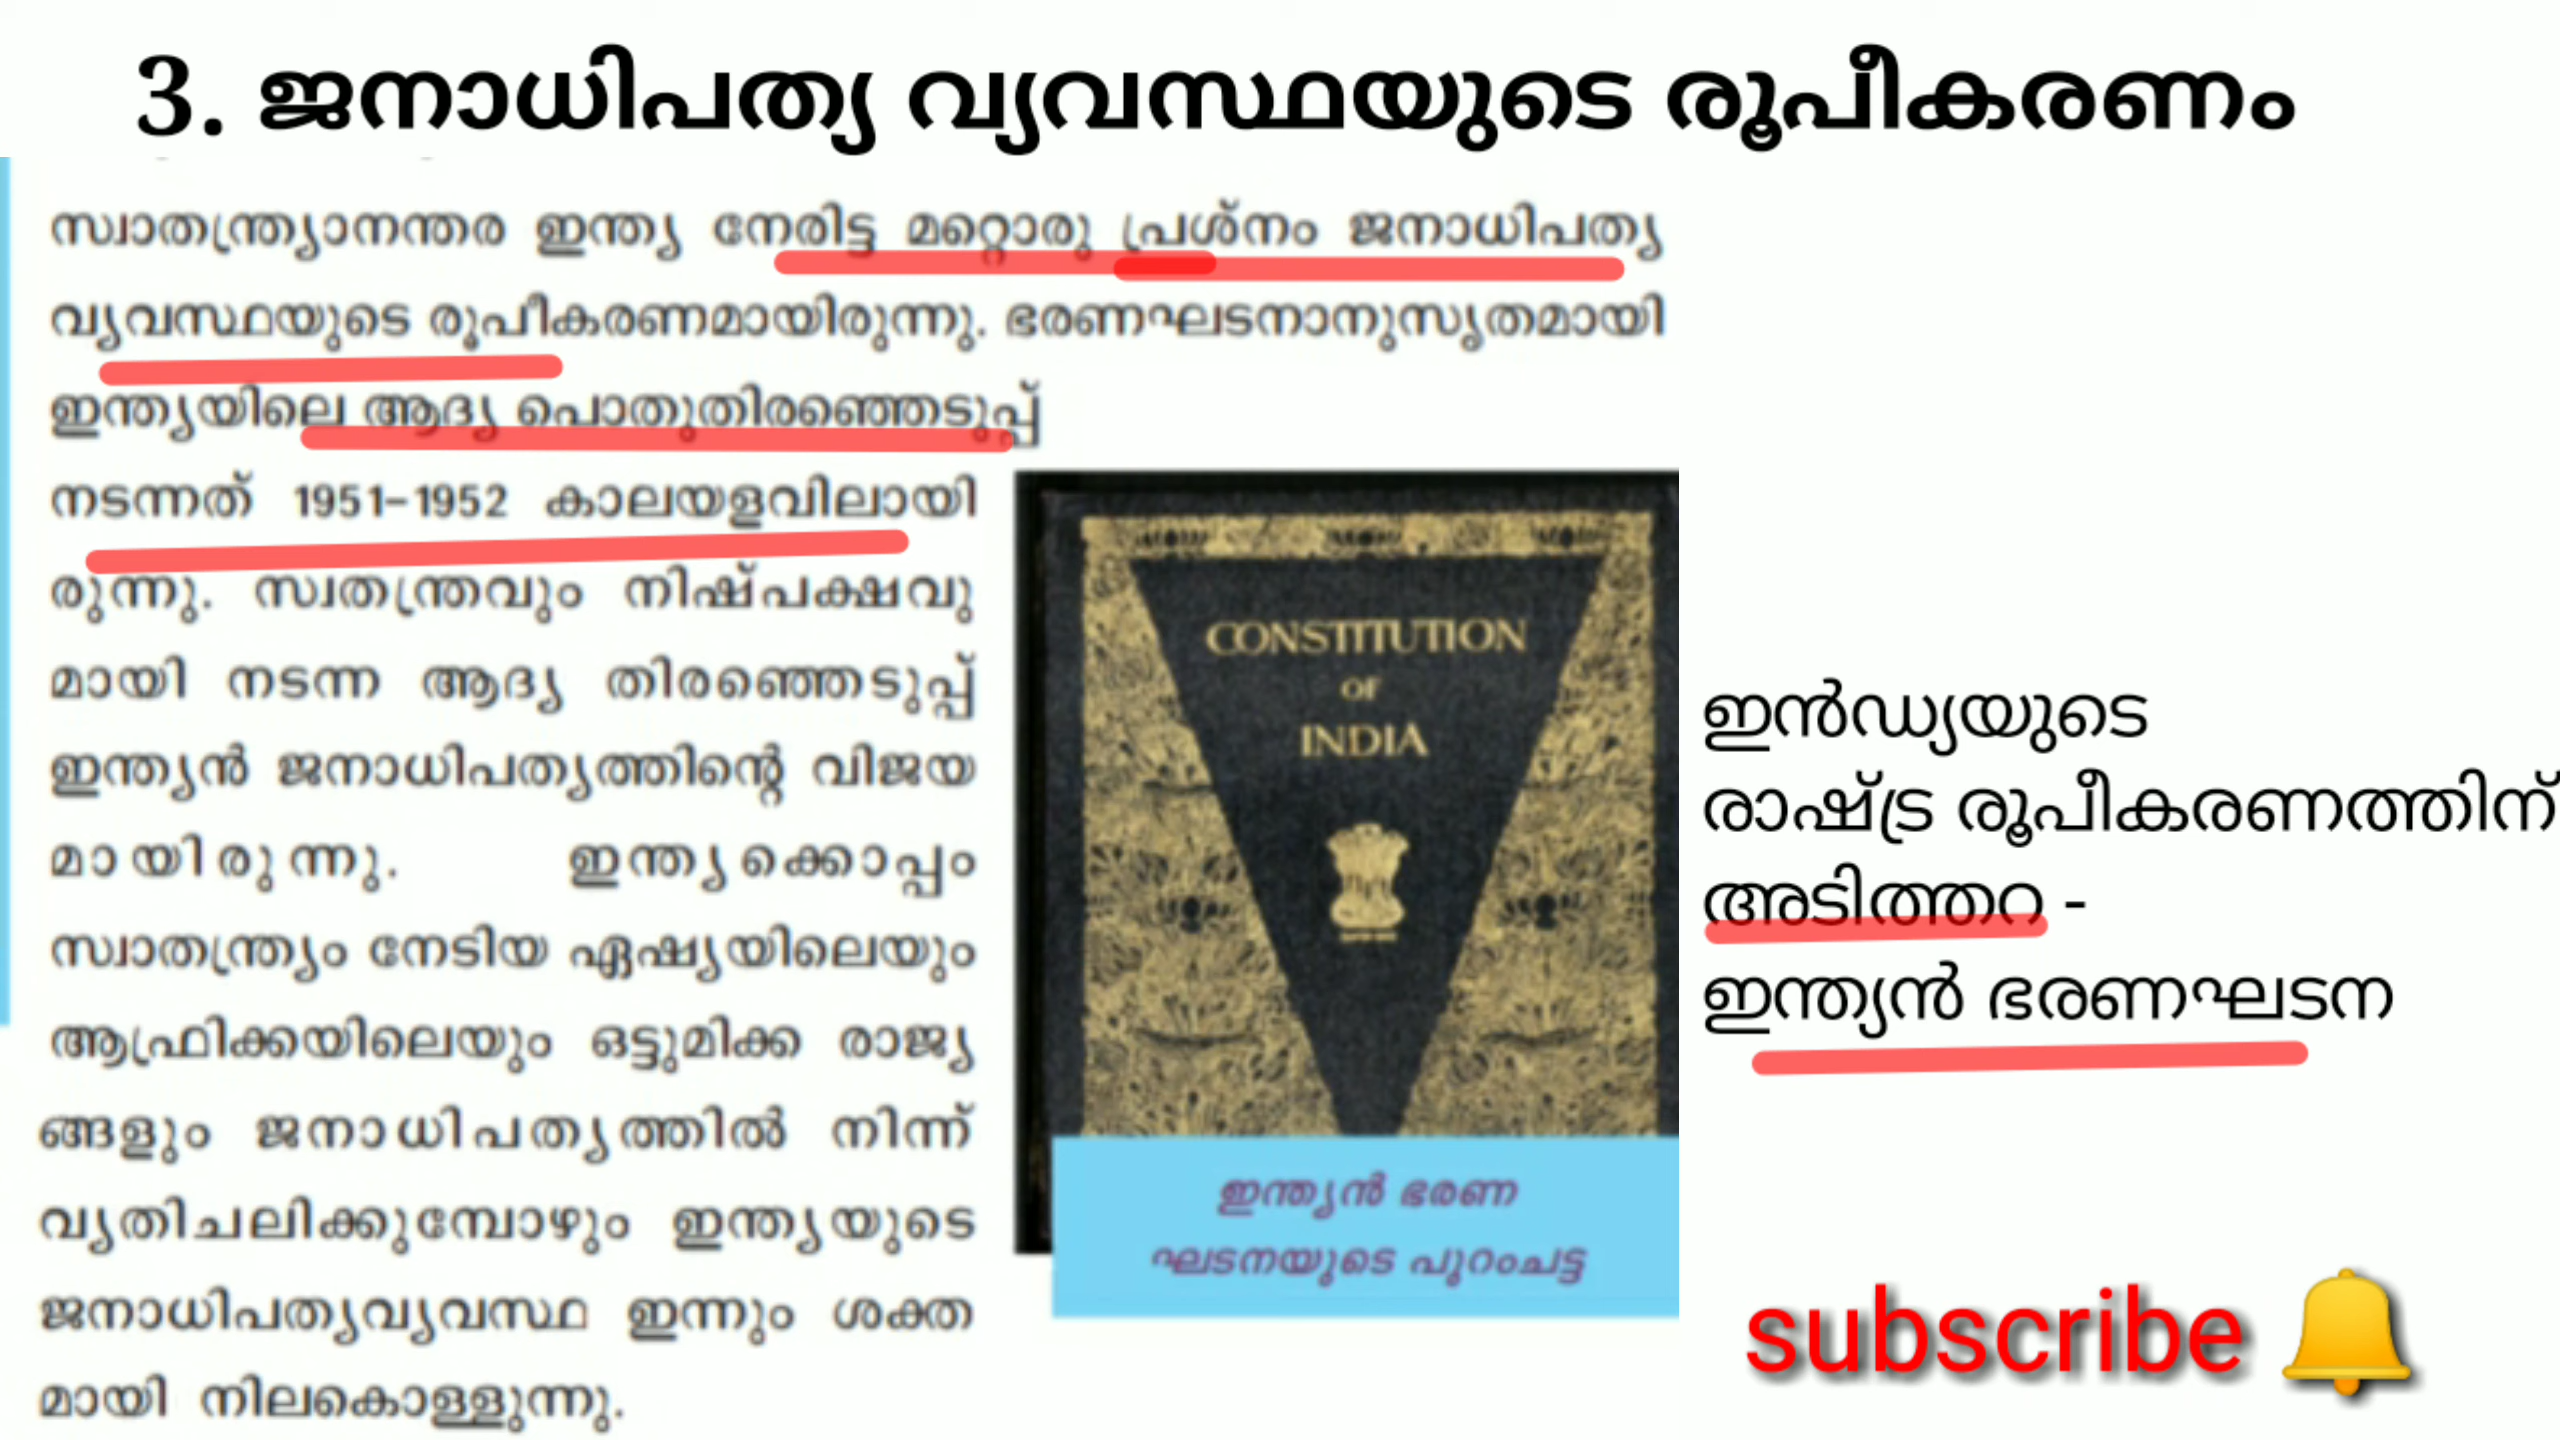 3. ജനാധിപത്യ വ്യവസ്ഥയുടെ രൂപീകരണം
സ്വാതന്ത്ര്യാനന്തര ഇന്ത്യ നേരിട്ട മറ്റൊരു പ്രശ്നം ജനാധിപത്യ
വ്യവസ്ഥയുടെ രൂപീകരണമായിരുന്നു. ഭരണഘടനാനുസൃതമായി
ഇന്ത്യയിലെ ആദ്യ പൊതുതിരഞ്ഞെടുപ്പ്
നടന്നത് 1951-1952 കാലയളവിലായി
രുന്നു. സ്വതന്ത്രവും നിഷ്പക്ഷവു
മായി നടന്ന ആദ്യ തിരഞ്ഞെടുപ്പ്
ഇന്ത്യൻ ജനാധിപത്യത്തിന്റെ വിജയ
മായിരുന്നു. ഇന്ത്യക്കൊപ്പം
സ്വാതന്ത്ര്യം നേടിയ ഏഷ്യയിലെയും
ആഫ്രിക്കയിലെയും ഒട്ടുമിക്ക രാജ്യ
ങ്ങളും ജനാധിപത്യത്തിൽ നിന്ന്
വ്യതിചലിക്കുമ്പോഴും ഇന്ത്യയുടെ
ജനാധിപത്യവ്യവസ്ഥ ഇന്നും ശക്ത
മായി നിലകൊള്ളുന്നു.
CONSTITUTION
OF
INDIA
ഇന്ത്യൻ ഭരണ
ഘടനയുടെ പുറംചട്ട
ഇൻഡ്യയുടെ
രാഷ്ട്ര രൂപീകരണത്തിന്
അടിത്തറ -
ഇന്ത്യൻ ഭരണഘടന
subscribe